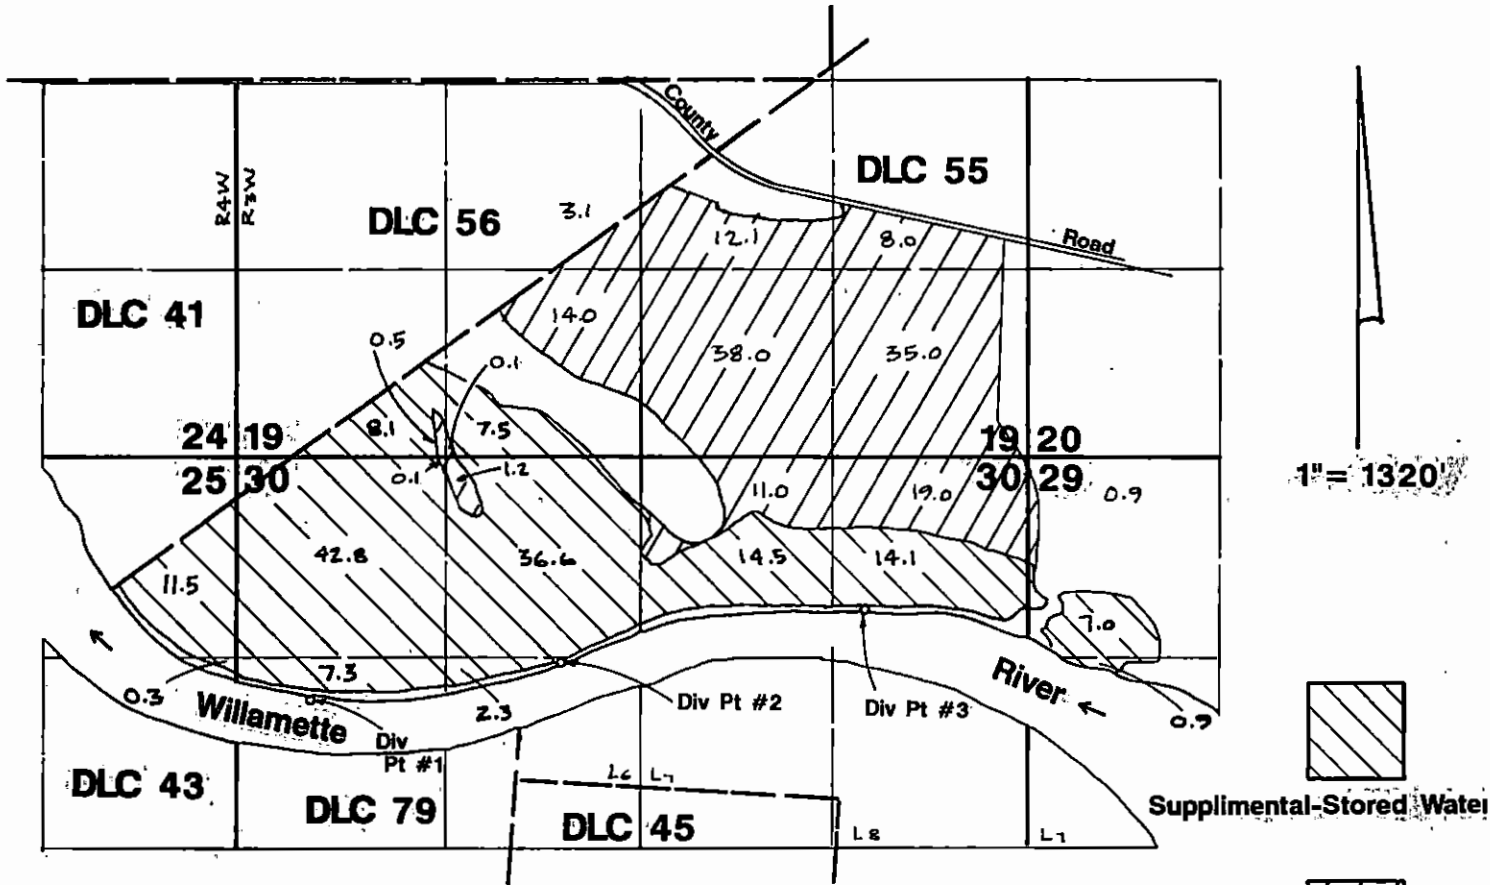 County
DLC 55
R4W
R3W
DLC 56
3.1
12.1
8.0
Road
DLC 41
14.0
0.5
0.1
38.0
35.0
24 19
8.1
7.5
19 20
25 30
0.1
1.2
11.0
19.0
30 29
0.9
1" = 1320'
42.8
36.6
14.5
14.1
11.5
7.0
7.3
0.3
Willamette
2.3
Div Pt #2
Div Pt #3
River
0.9
Div
Pt #1
DLC 43
DLC 79
DLC 45
L6 L7
L8
L7
Supplimental-Stored Water